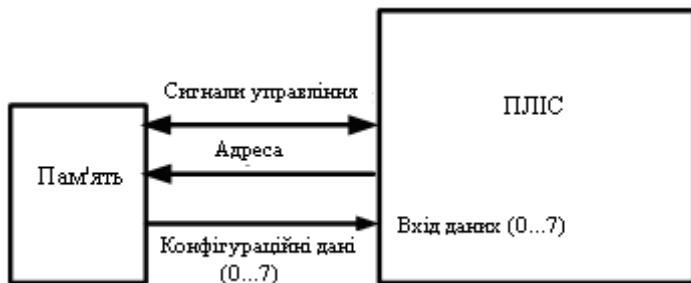 Сигнали управління
ПЛІС
Адреса
Пам'ять
Вхід даних (0...7)
Конфігураційні дані
(0...7)